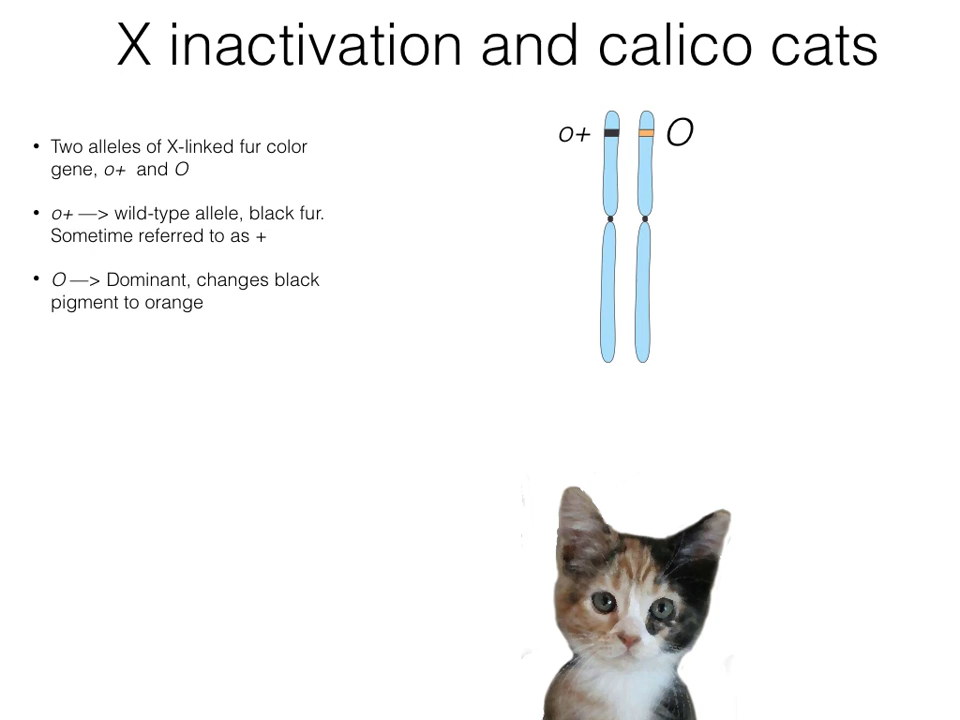 X inactivation and calico cats
• Two alleles of X-linked fur color
gene, o+ and O
• o+ —> wild-type allele, black fur.
Sometime referred to as +
• O —> Dominant, changes black
pigment to orange
o+ O